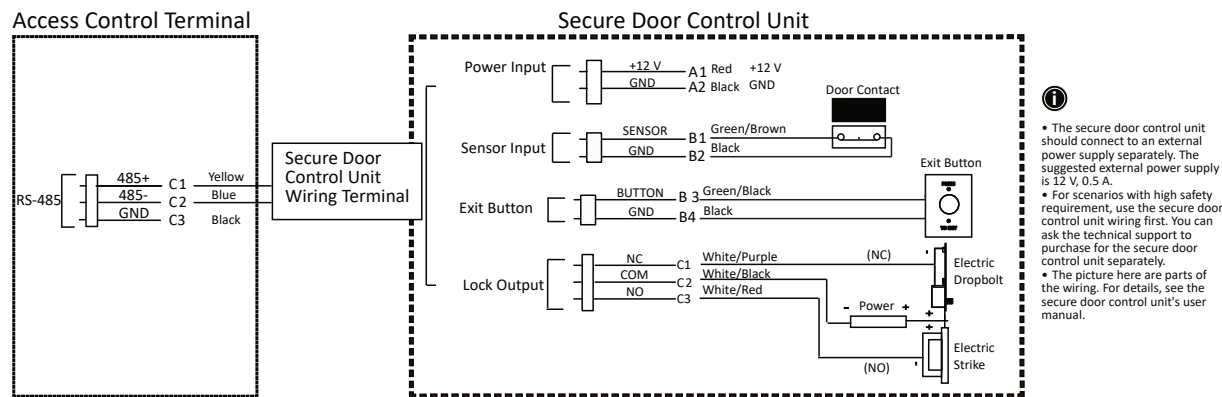 Access Control Terminal
Secure Door Control Unit
RS-485
485+ C1 Yellow
485- C2 Blue
GND C3 Black
Secure Door
Control Unit
Wiring Terminal
Power Input
+12 V A1 Red +12 V
GND A2 Black GND
Sensor Input
SENSOR B1 Green/Brown
GND B2 Black
Door Contact
Exit Button
BUTTON B 3 Green/Black
GND B4 Black
Exit Button
PRESS
TO EXIT
Lock Output
NC C1 White/Purple (NC)
COM C2 White/Black
NO C3 White/Red
- Electric
Dropbolt
- Power +
+
+
Electric
- Strike
(NO)
i
• The secure door control unit
should connect to an external
power supply separately. The
suggested external power supply
is 12 V, 0.5 A.
• For scenarios with high safety
requirement, use the secure door
control unit wiring first. You can
ask the technical support to
purchase for the secure door
control unit separately.
• The picture here are parts of
the wiring. For details, see the
secure door control unit's user
manual.